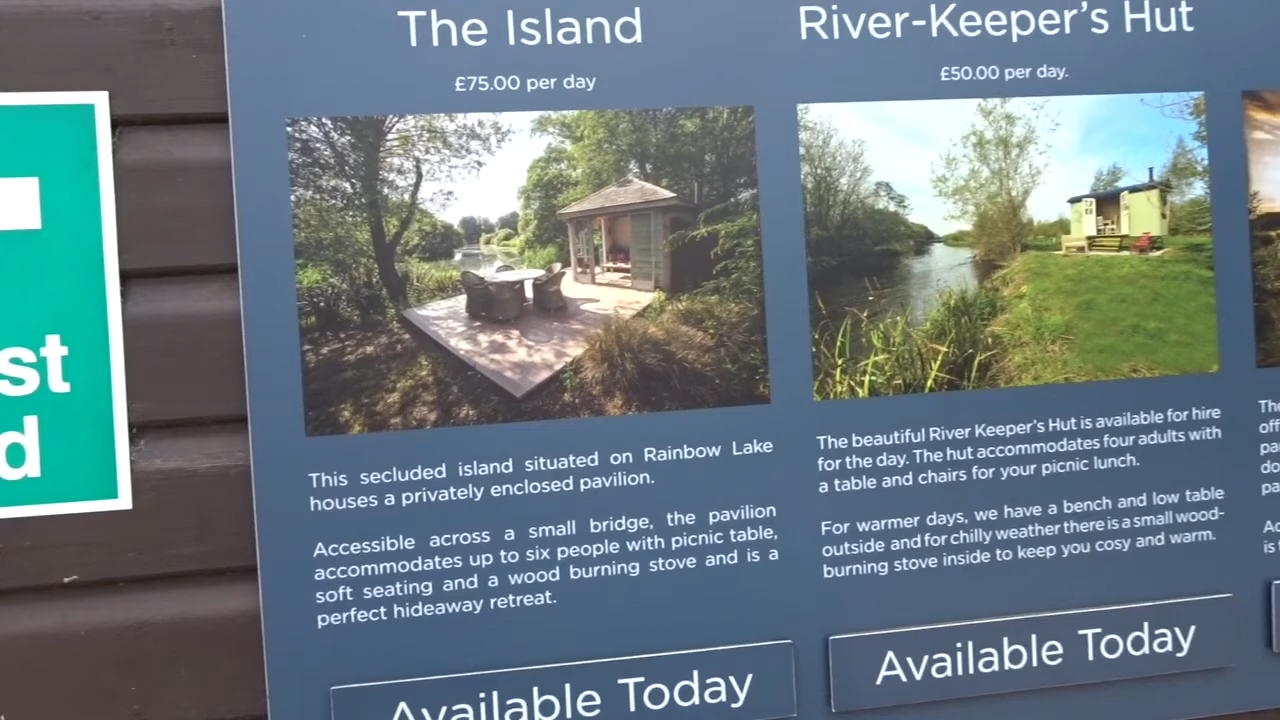 The Island
£75.00 per day
This secluded island situated on Rainbow Lake
houses a privately enclosed pavilion.
Accessible across a small bridge, the pavilion
accommodates up to six people with picnic table,
soft seating and a wood burning stove and is a
perfect hideaway retreat.
Available Today
River-Keeper's Hut
£50.00 per day.
The beautiful River Keeper's Hut is available for hire
for the day. The hut accommodates four adults with
a table and chairs for your picnic lunch.
For warmer days, we have a bench and low table
outside and for chilly weather there is a small wood-
burning stove inside to keep you cosy and warm.
Available Today